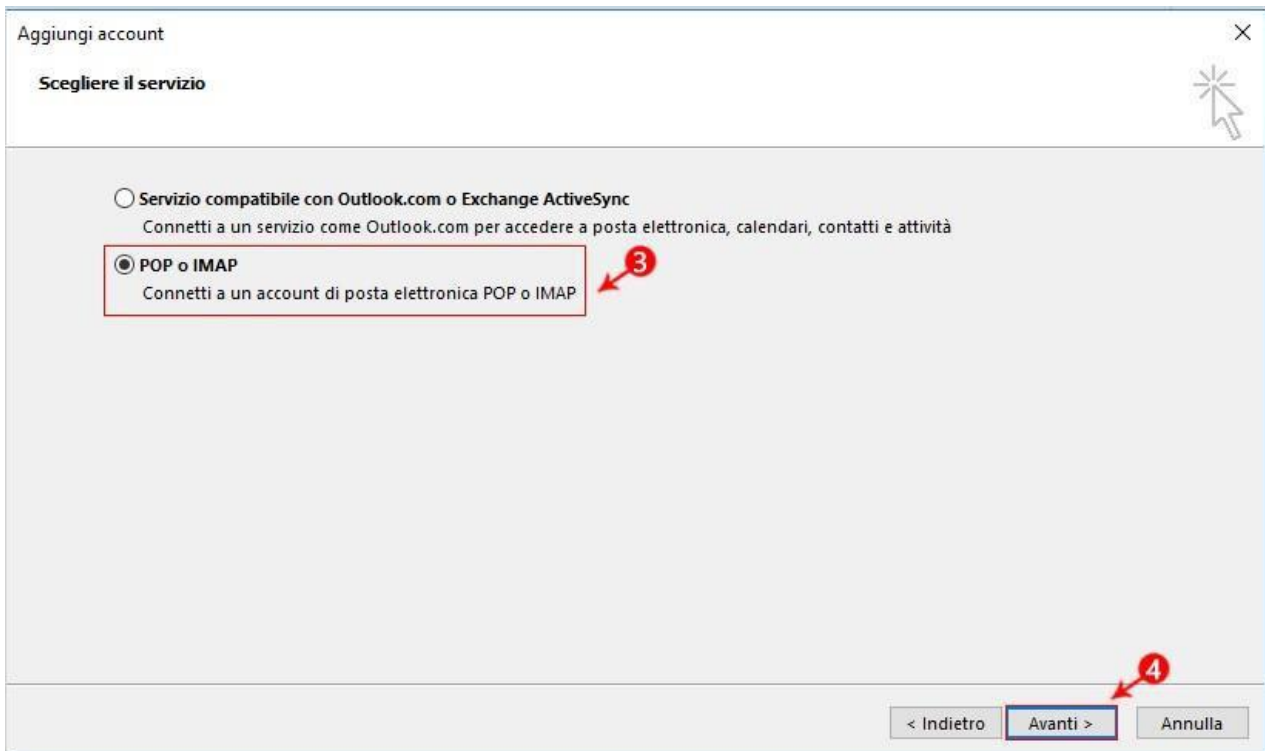 Aggiungi account
Scegliere il servizio
Servizio compatibile con Outlook.com o Exchange ActiveSync
Connetti a un servizio come Outlook.com per accedere a posta elettronica, calendari, contatti e attività
POP o IMAP
3
Connetti a un account di posta elettronica POP o IMAP
4
< Indietro Avanti > Annulla